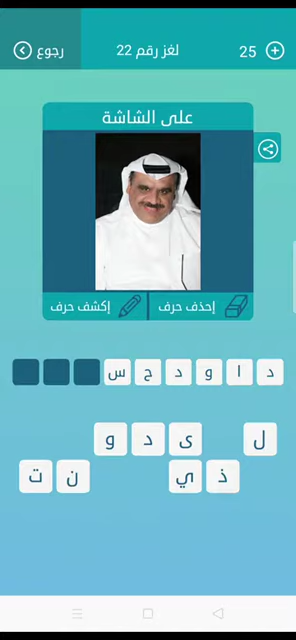 رجوع
لغز رقم 22
25
على الشاشة
إحذف حرف
إكشف حرف
د ا و د ح س
ل ى د و
ذ ي ن ت